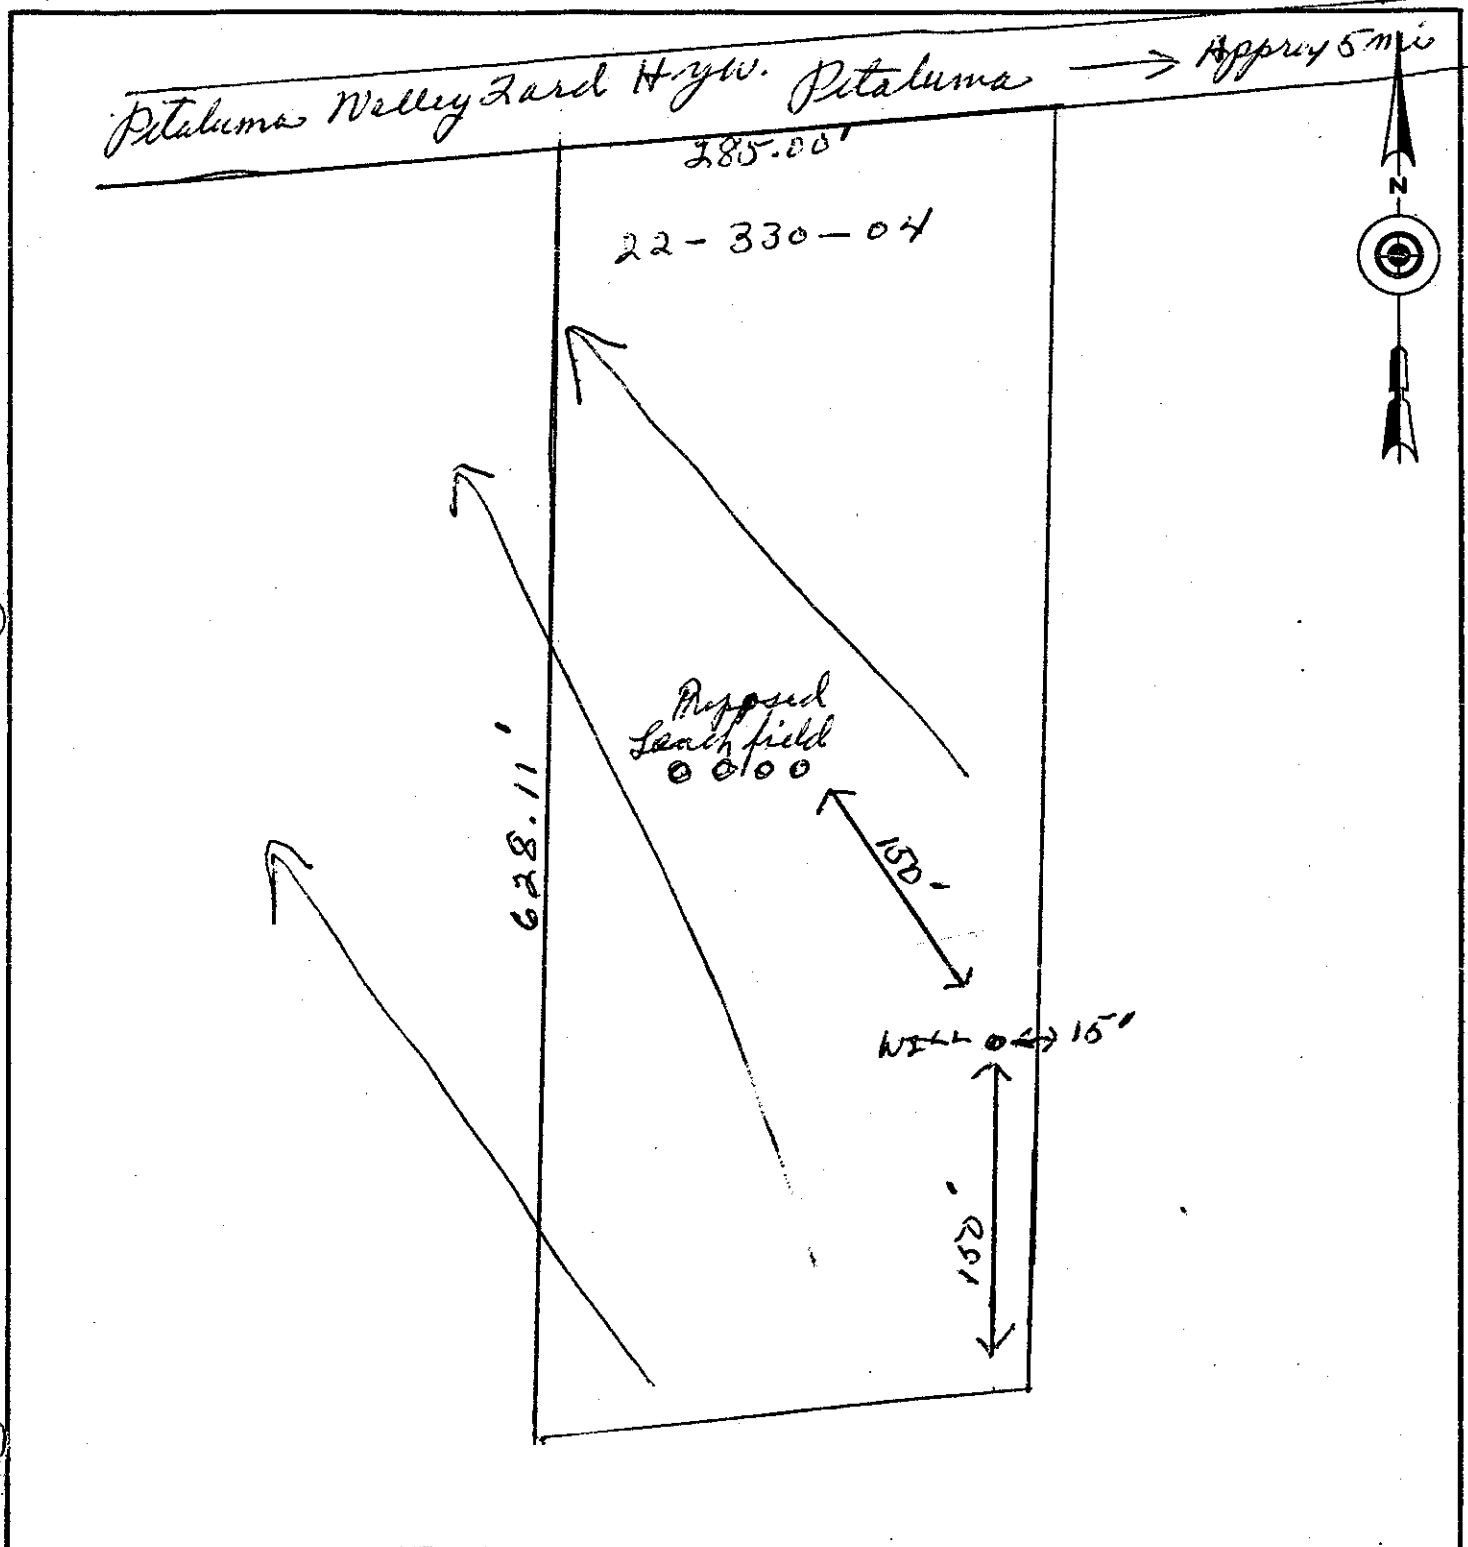 Petaluma Valley Ford Hyw. Petaluma → Approx 5 mi
285.00'
N
22-330-04
Proposed
Leach field
628.11'
150'
WELL 15'
150'